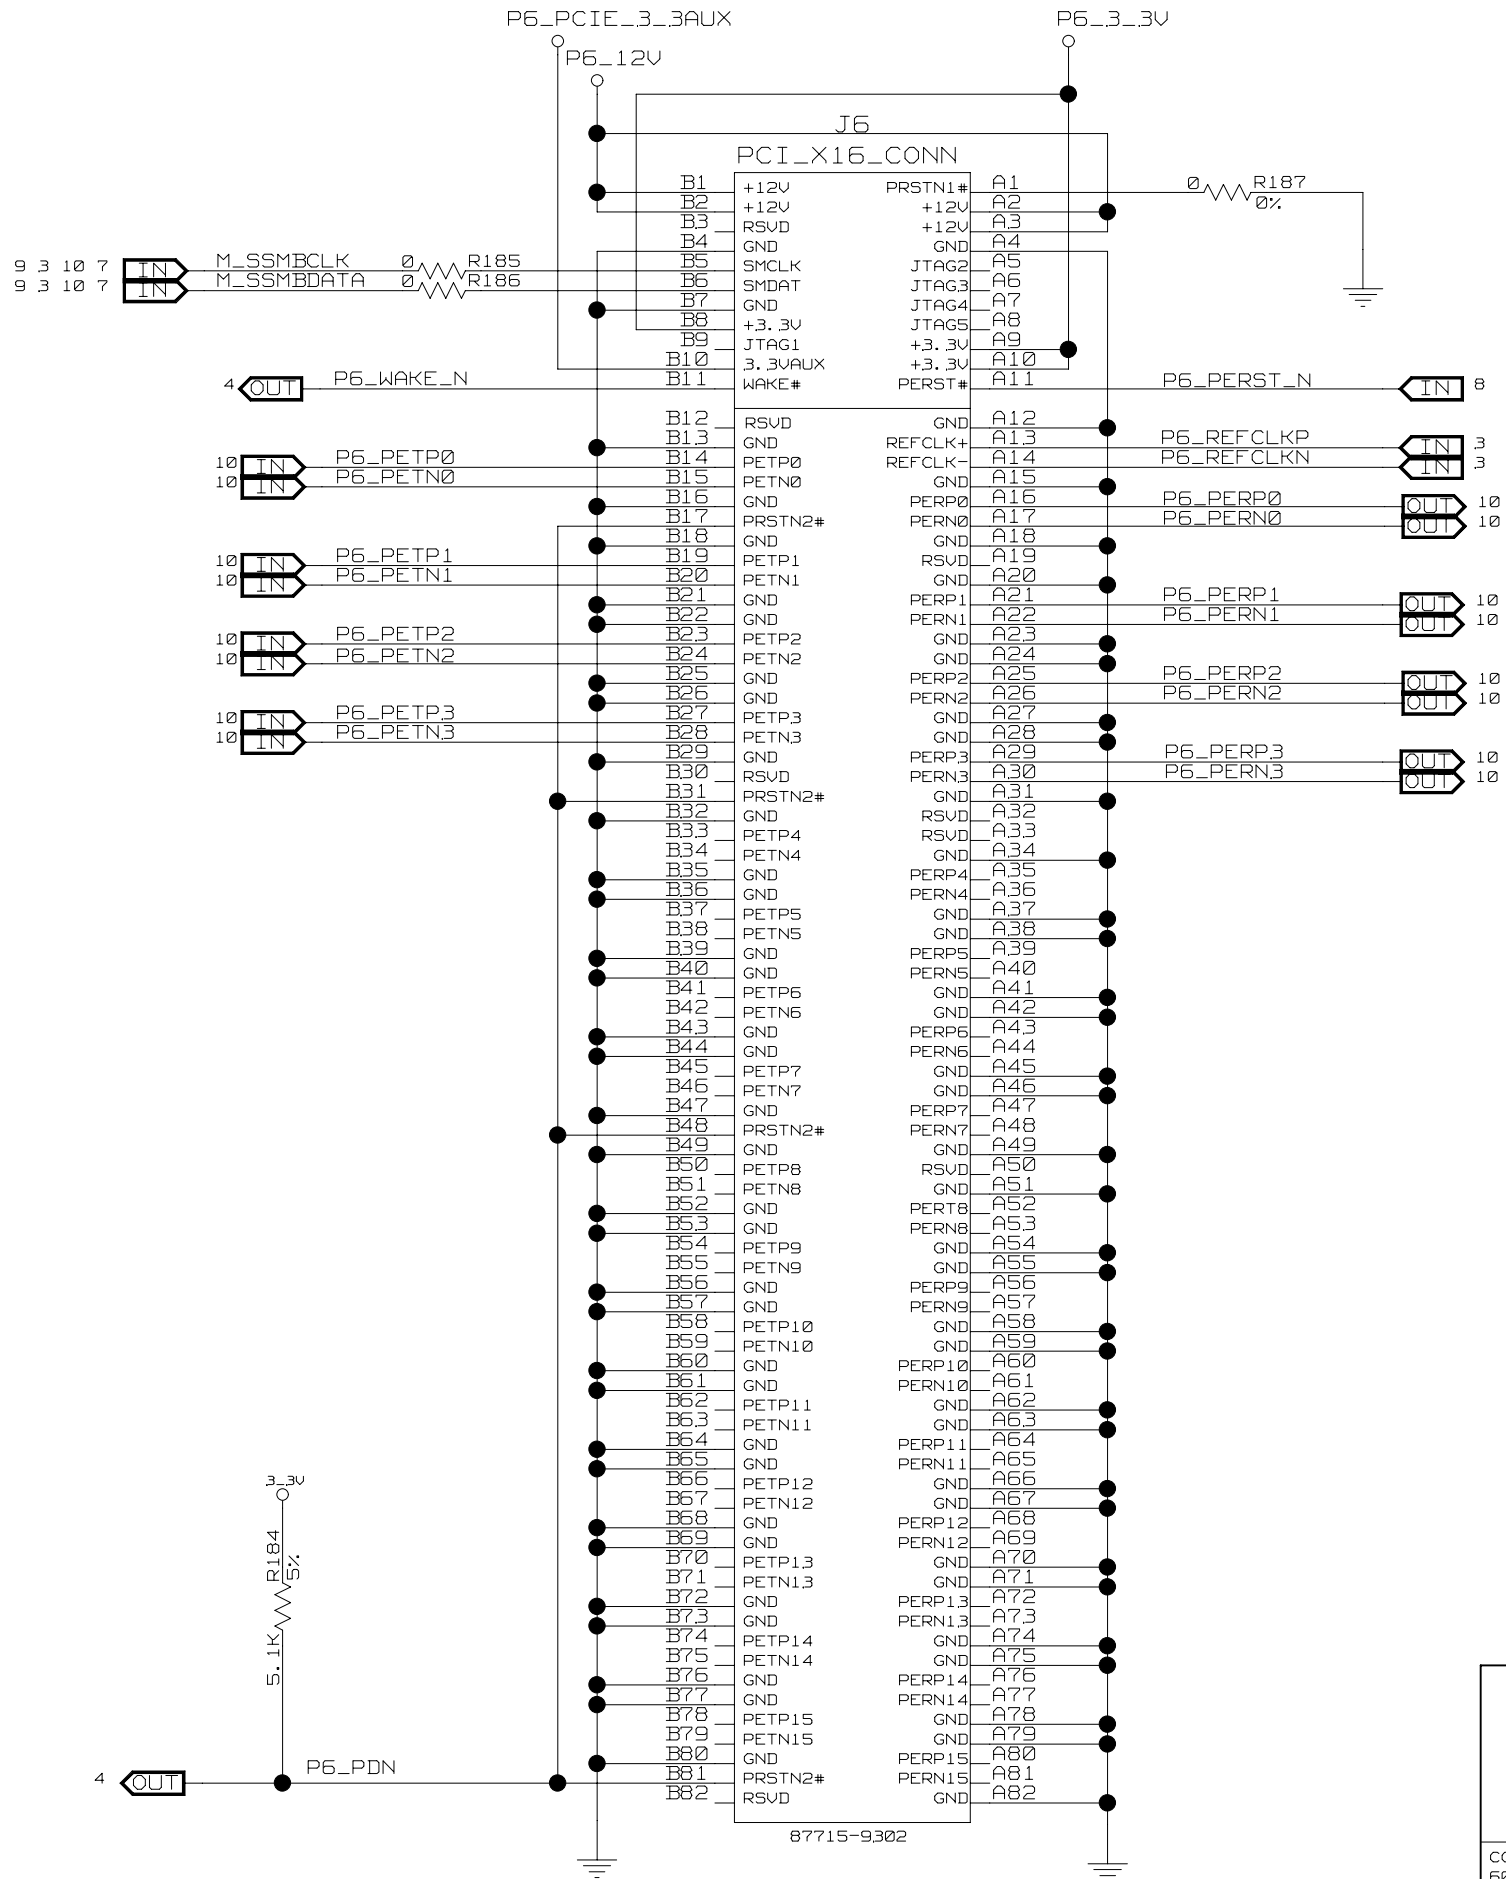 P6_PCIE_3_3AUX
P6_3_3V
P6_12V
J6
PCI_X16_CONN
B1 +12V PRSTN1# A1 0 R187 0%
B2 +12V +12V A2
B3 RSVD +12V A3
B4 GND GND A4
9 3 10 7 IN M_SSMBCLK 0 R185 B5 SMCLK JTAG2 A5
9 3 10 7 IN M_SSMBDATA 0 R186 B6 SMDAT JTAG3 A6
B7 GND JTAG4 A7
B8 +3.3V JTAG5 A8
B9 JTAG1 +3.3V A9
B10 3.3VAUX +3.3V A10
4 OUT P6_WAKE_N B11 WAKE# PERST# A11 P6_PERST_N IN 8
B12 RSVD GND A12
B13 GND REFCLK+ A13 P6_REFCLKP IN 3
10 IN P6_PETP0 B14 PETP0 REFCLK- A14 P6_REFCLKN IN 3
10 IN P6_PETN0 B15 PETN0 GND A15
B16 GND PERP0 A16 P6_PERP0 OUT 10
B17 PRSTN2# PERN0 A17 P6_PERN0 OUT 10
B18 GND GND A18
10 IN P6_PETP1 B19 PETP1 RSVD A19
10 IN P6_PETN1 B20 PETN1 GND A20
B21 GND PERP1 A21 P6_PERP1 OUT 10
B22 GND PERN1 A22 P6_PERN1 OUT 10
10 IN P6_PETP2 B23 PETP2 GND A23
10 IN P6_PETN2 B24 PETN2 GND A24
B25 GND PERP2 A25 P6_PERP2 OUT 10
B26 GND PERN2 A26 P6_PERN2 OUT 10
10 IN P6_PETP3 B27 PETP3 GND A27
10 IN P6_PETN3 B28 PETN3 GND A28
B29 GND PERP3 A29 P6_PERP3 OUT 10
B30 RSVD PERN3 A30 P6_PERN3 OUT 10
B31 PRSTN2# GND A31
B32 GND RSVD A32
B33 PETP4 RSVD A33
B34 PETN4 GND A34
B35 GND PERP4 A35
B36 GND PERN4 A36
B37 PETP5 GND A37
B38 PETN5 GND A38
B39 GND PERP5 A39
B40 GND PERN5 A40
B41 PETP6 GND A41
B42 PETN6 GND A42
B43 GND PERP6 A43
B44 GND PERN6 A44
B45 PETP7 GND A45
B46 PETN7 GND A46
B47 GND PERP7 A47
B48 PRSTN2# PERN7 A48
B49 GND GND A49
B50 PETP8 RSVD A50
B51 PETN8 GND A51
B52 GND PERT8 A52
B53 GND PERN8 A53
B54 PETP9 GND A54
B55 PETN9 GND A55
B56 GND PERP9 A56
B57 GND PERN9 A57
B58 PETP10 GND A58
B59 PETN10 GND A59
B60 GND PERP10 A60
B61 GND PERN10 A61
B62 PETP11 GND A62
B63 PETN11 GND A63
B64 GND PERP11 A64
B65 GND PERN11 A65
3_3V
B66 PETP12 GND A66
B67 PETN12 GND A67
B68 GND PERP12 A68
B69 GND PERN12 A69
R184
5%
5.1K
B70 PETP13 GND A70
B71 PETN13 GND A71
B72 GND PERP13 A72
B73 GND PERN13 A73
B74 PETP14 GND A74
B75 PETN14 GND A75
B76 GND PERP14 A76
B77 GND PERN14 A77
B78 PETP15 GND A78
B79 PETN15 GND A79
B80 GND PERP15 A80
4 OUT P6_PDN B81 PRSTN2# PERN15 A81
B82 RSVD GND A82
87715-9302